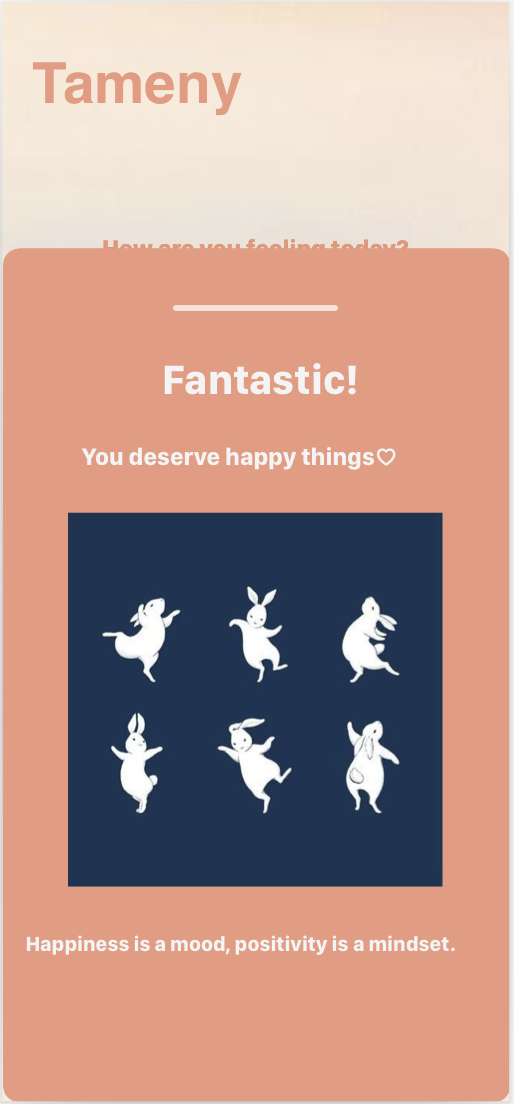 Tameny
How are you feeling today?
Fantastic!
You deserve happy things♡
Happiness is a mood, positivity is a mindset.